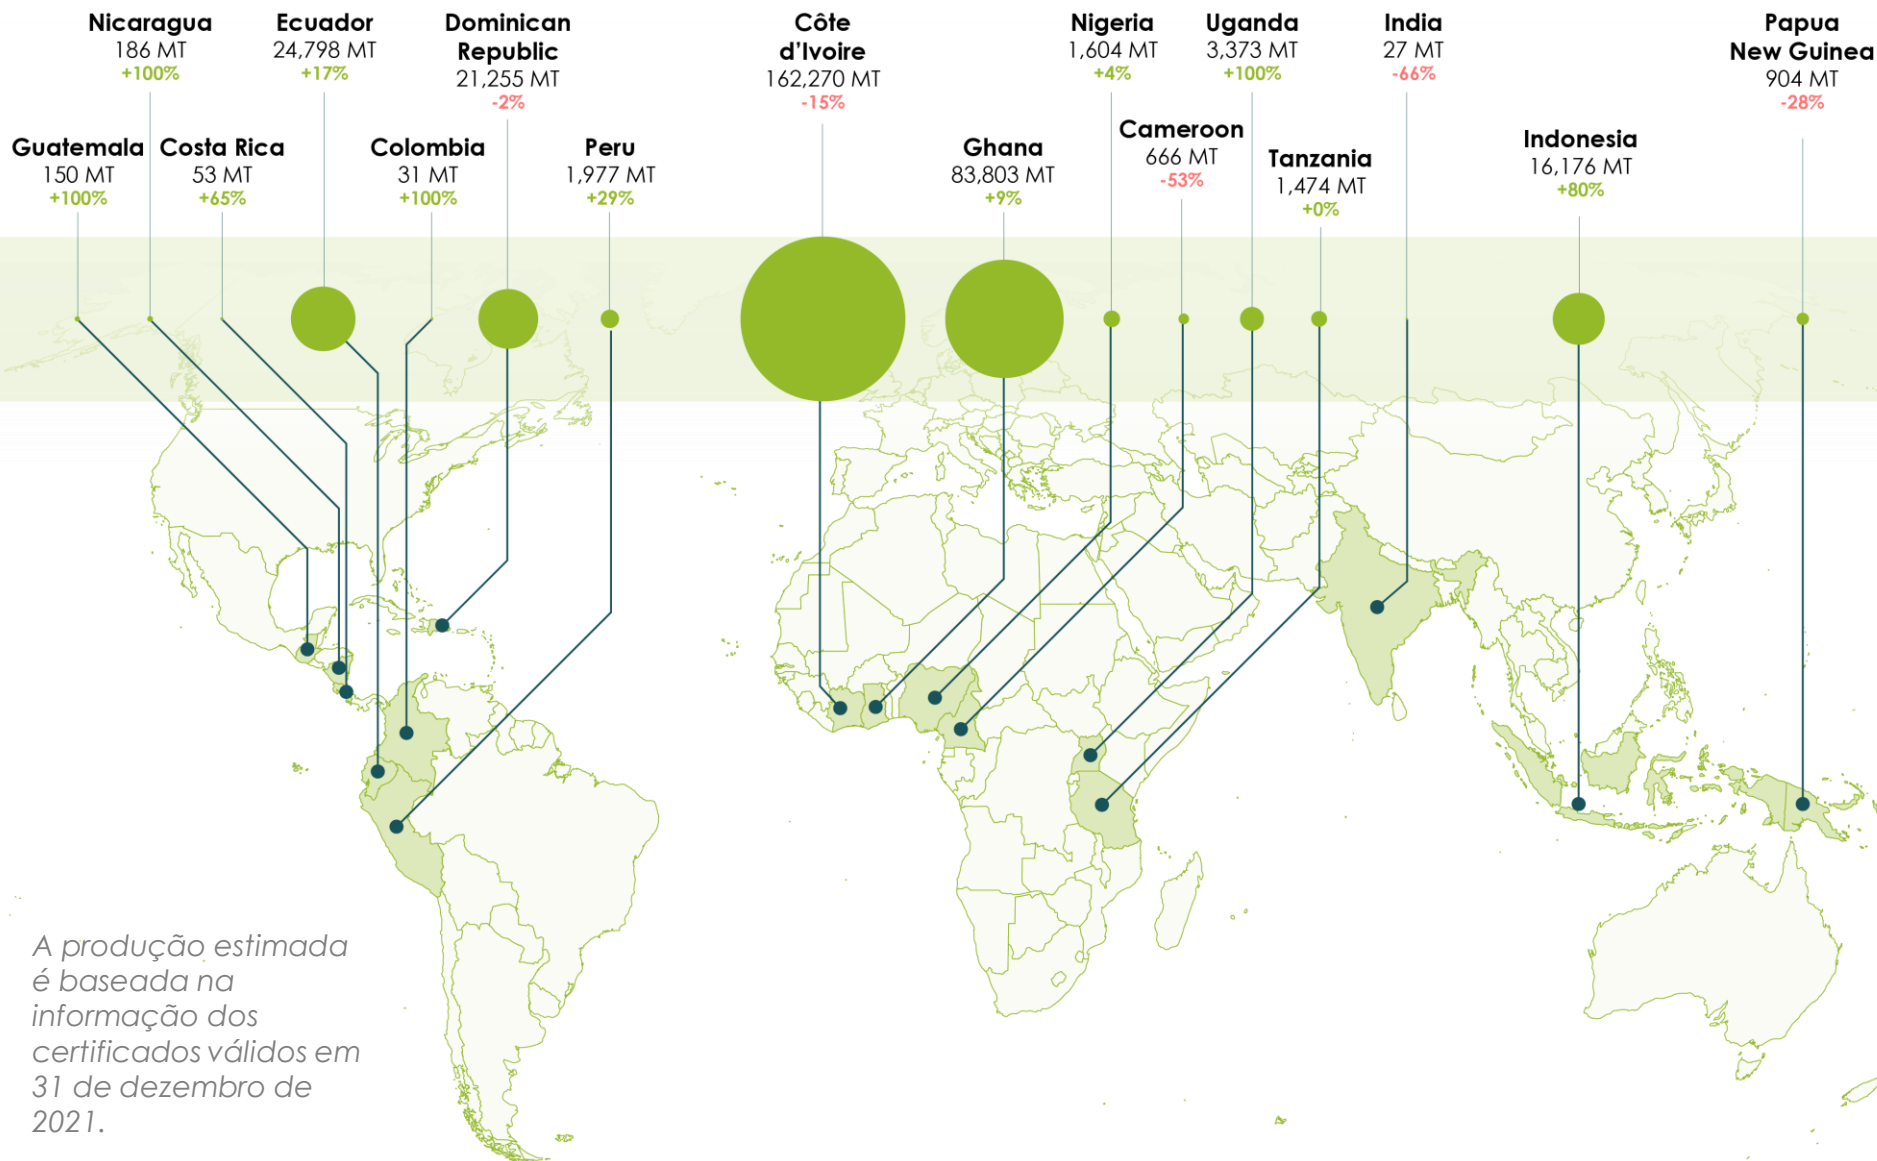 Nicaragua
186 MT
+100%
Ecuador
24,798 MT
+17%
Dominican
Republic
21,255 MT
-2%
Côte
d’Ivoire
162,270 MT
-15%
Nigeria
1,604 MT
+4%
Uganda
3,373 MT
+100%
India
27 MT
-66%
Papua
New Guinea
904 MT
-28%
Guatemala
150 MT
+100%
Costa Rica
53 MT
+65%
Colombia
31 MT
+100%
Peru
1,977 MT
+29%
Ghana
83,803 MT
+9%
Cameroon
666 MT
-53%
Tanzania
1,474 MT
+0%
Indonesia
16,176 MT
+80%
A produção estimada
é baseada na
informação dos
certificados válidos em
31 de dezembro de
2021.